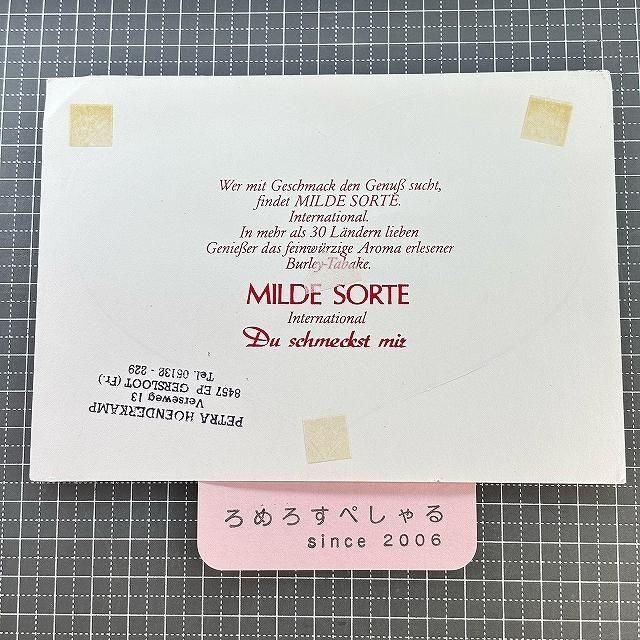 Wer mit Geschmack den Genuß sucht,
findet MILDE SORTE.
International.
In mehr als 30 Ländern lieben
Genießer das feinwürzige Aroma erlesener
Burley-Tabake.
MILDE SORTE
International
Du schmeckst mir
PETRA HOENDERKAMP
Verseweg 13
8457 EP GERSLOOT (Fr.)
Tel. 05132 - 229
ろめろすぺしゃる
since 2006